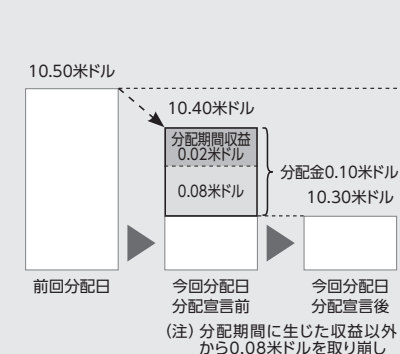 10.50米ドル
10.40米ドル
分配期間収益
0.02米ドル
0.08米ドル
分配金0.10米ドル
10.30米ドル
前回分配日
今回分配日
分配宣言前
今回分配日
分配宣言後
(注)分配期間に生じた収益以外
から0.08米ドルを取り崩し